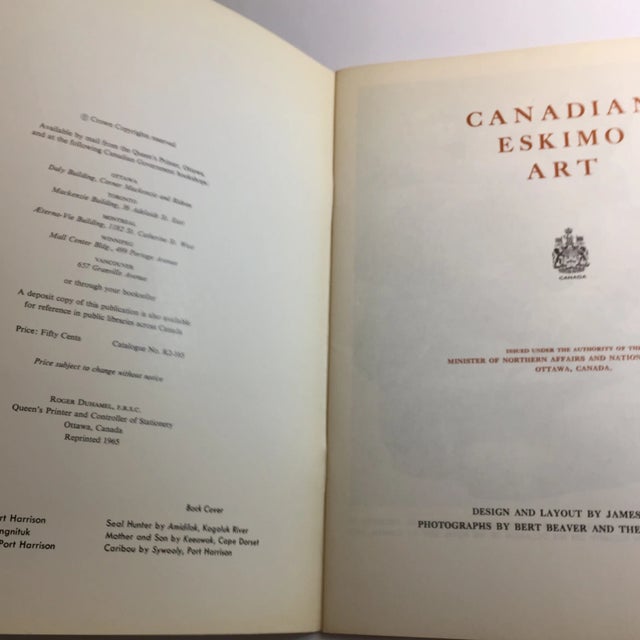 © Crown Copyrights reserved
Available by mail from the Queen's Printer, Ottawa,
and at the following Canadian Government bookshops:
OTTAWA
Daly Building, Corner Mackenzie and Rideau
TORONTO
Mackenzie Building, 36 Adelaide St. East
MONTREAL
Æterna-Vie Building, 1182 St. Catherine St. West
WINNIPEG
Mall Center Bldg., 499 Portage Avenue
VANCOUVER
657 Granville Avenue
or through your bookseller
A deposit copy of this publication is also available
for reference in public libraries across Canada
Price: Fifty Cents Catalogue No. R2-105
Price subject to change without notice
ROGER DUHAMEL, F.R.S.C.
Queen's Printer and Controller of Stationery
Ottawa, Canada
Reprinted 1965
rt Harrison
ngnituk
Port Harrison
Book Cover
Seal Hunter by Amidilak, Kogaluk River
Mother and Son by Keeowak, Cape Dorset
Caribou by Sywooly, Port Harrison
CANADIAN
ESKIMO
ART
CANADA
ISSUED UNDER THE AUTHORITY OF THE
MINISTER OF NORTHERN AFFAIRS AND NATION
OTTAWA, CANADA.
DESIGN AND LAYOUT BY JAMES
PHOTOGRAPHS BY BERT BEAVER AND THE